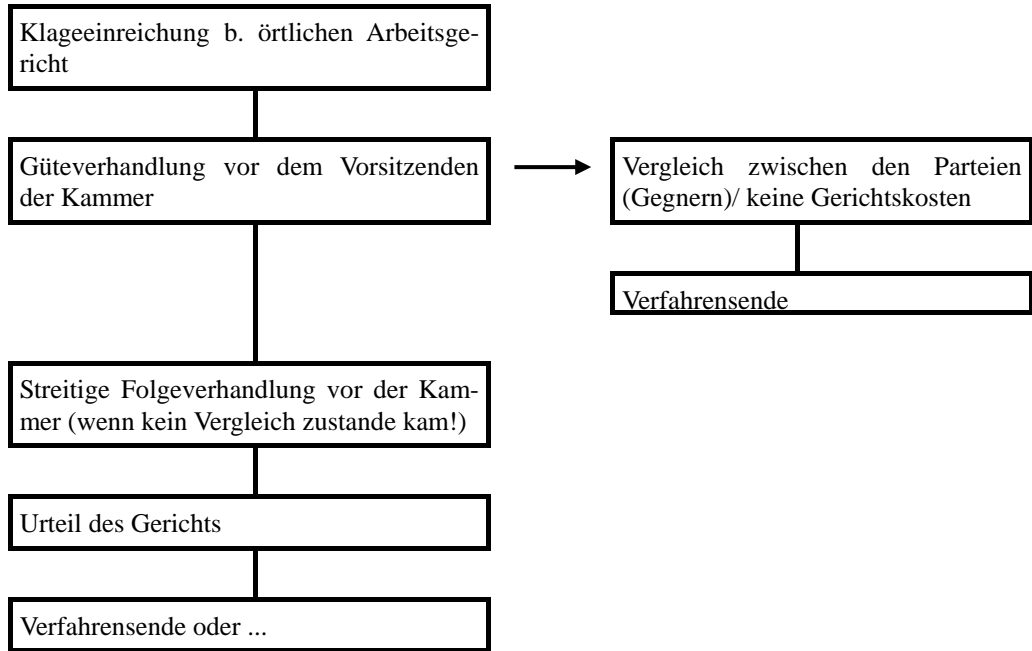 Klageeinreichung b. örtlichen Arbeitsge-
richt
Güteverhandlung vor dem Vorsitzenden
der Kammer
Vergleich zwischen den Parteien
(Gegnern)/ keine Gerichtskosten
Verfahrensende
Streitige Folgeverhandlung vor der Kam-
mer (wenn kein Vergleich zustande kam!)
Urteil des Gerichts
Verfahrensende oder ...